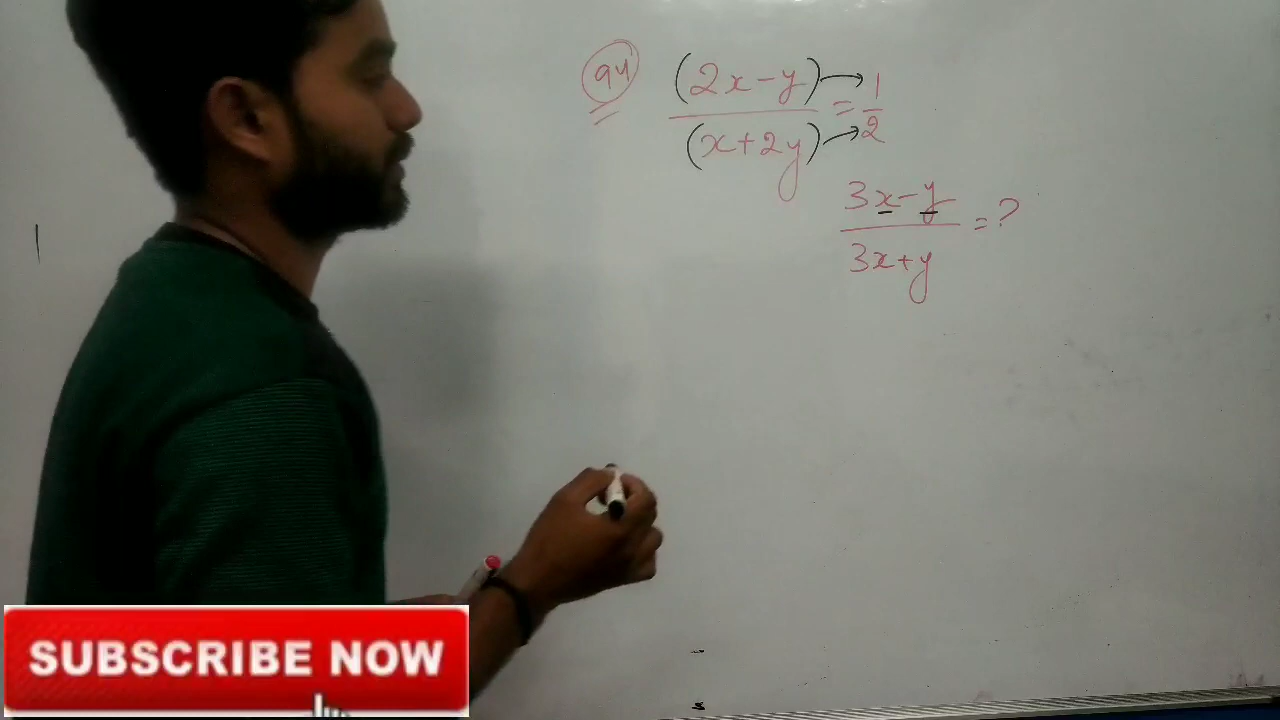 94 (2x-y) → 1
= —
(x+2y) → 2
3x-y
= ?
3x+y
SUBSCRIBE NOW